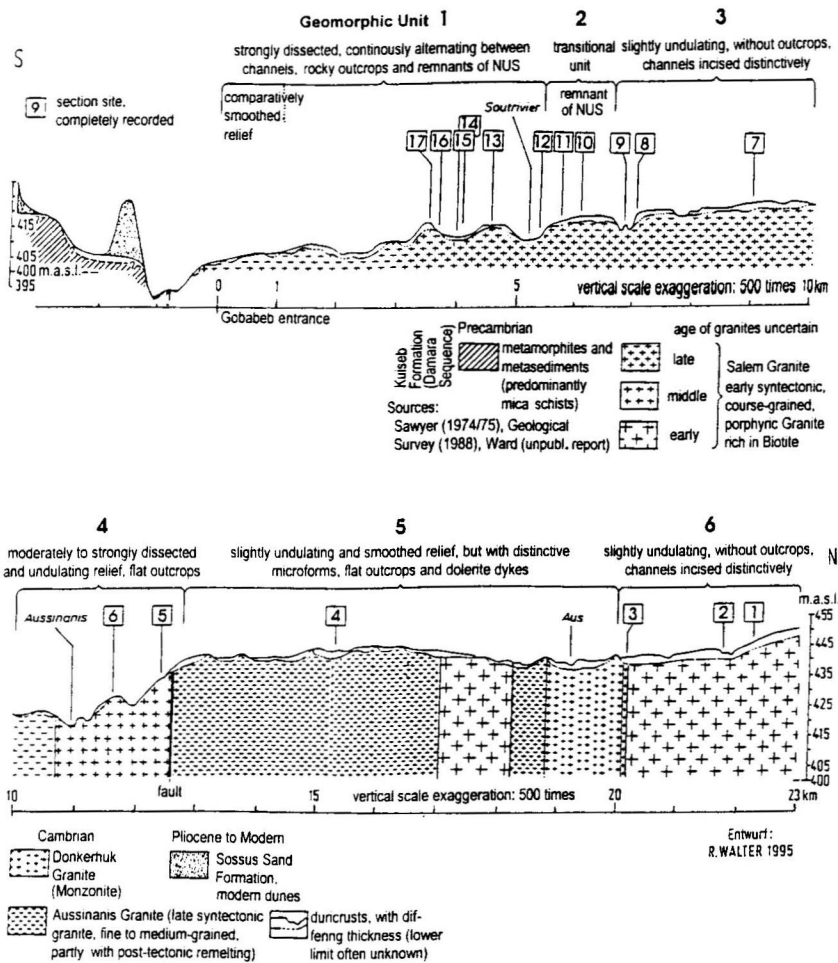 Geomorphic Unit 1 2 3
strongly dissected, continously alternating between
channels, rocky outcrops and remnants of NUS
transitional
unit
slightly undulating, without outcrops,
channels incised distinctively
S
9 section site,
completely recorded
comparatively
smoothed
relief
Soutrivier
remnant
of NUS
14
17 16 15 13 12 11 10 9 8 7
415
405
400 m.a.s.l.
395
0 1 5 vertical scale exaggeration: 500 times 10 km
Gobabeb entrance
Kuiseb
Formation
(Damara
Sequence)
Precambrian
metamorphites and
metasediments
(predominantly
mica schists)
Sources:
Sawyer (1974/75), Geological
Survey (1988), Ward (unpubl. report)
age of granites uncertain
late
middle
early
Salem Granite
early syntectonic,
course-grained,
porphyric Granite
rich in Biotite
4 5 6
moderately to strongly dissected
and undulating relief, flat outcrops
slightly undulating and smoothed relief, but with distinctive
microforms, flat outcrops and dolerite dykes
slightly undulating, without outcrops,
channels incised distinctively
N
m.a.s.l.
Aussinanis 6 5 4 Aus 3 2 1
455
445
435
425
415
405
400
fault
10 15 vertical scale exaggeration: 500 times 20 23 km
Cambrian
Donkerhuk
Granite
(Monzonite)
Pliocene to Modern
Sossus Sand
Formation,
modern dunes
Aussinanis Granite (late syntectonic
granite, fine to medium-grained,
partly with post-tectonic remelting)
duricrusts, with dif-
fering thickness (lower
limit often unknown)
Entwurf:
R. WALTER 1995